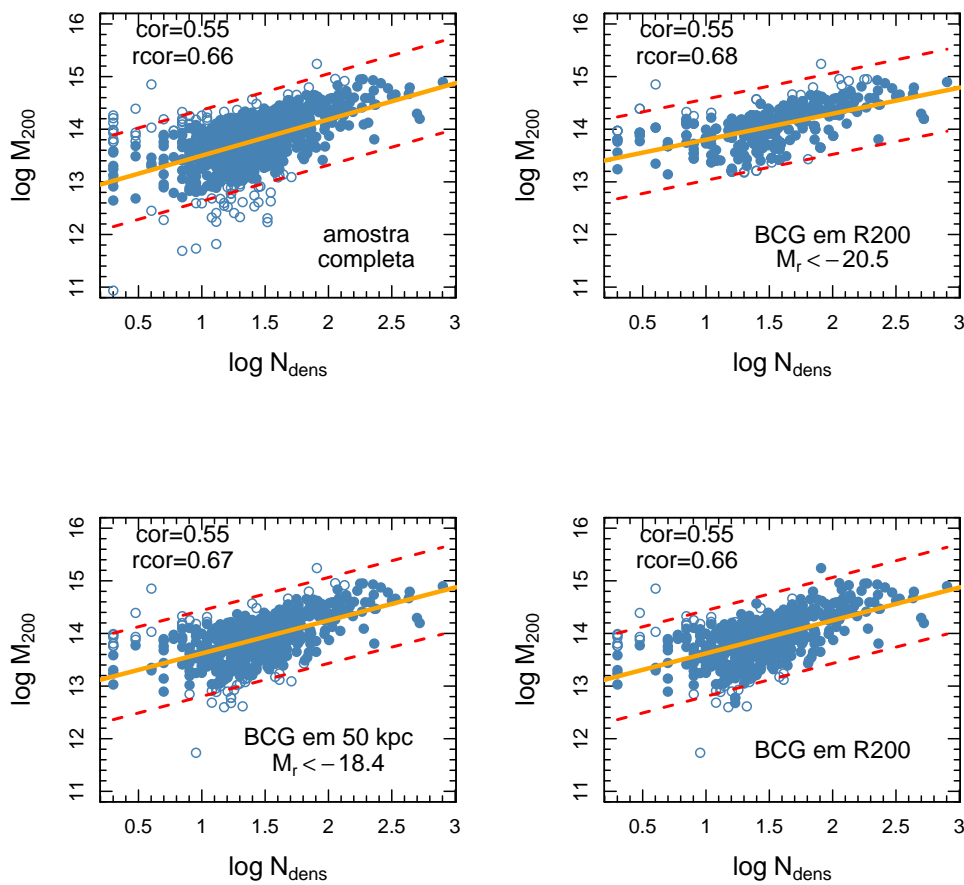 cor=0.55
rcor=0.66
amostra
completa
16
15
14
13
12
11
log M200
0.5 1 1.5 2 2.5 3
log Ndens
cor=0.55
rcor=0.68
BCG em R200
Mr < −20.5
16
15
14
13
12
11
log M200
0.5 1 1.5 2 2.5 3
log Ndens
cor=0.55
rcor=0.67
BCG em 50 kpc
Mr < −18.4
16
15
14
13
12
11
log M200
0.5 1 1.5 2 2.5 3
log Ndens
cor=0.55
rcor=0.66
BCG em R200
16
15
14
13
12
11
log M200
0.5 1 1.5 2 2.5 3
log Ndens